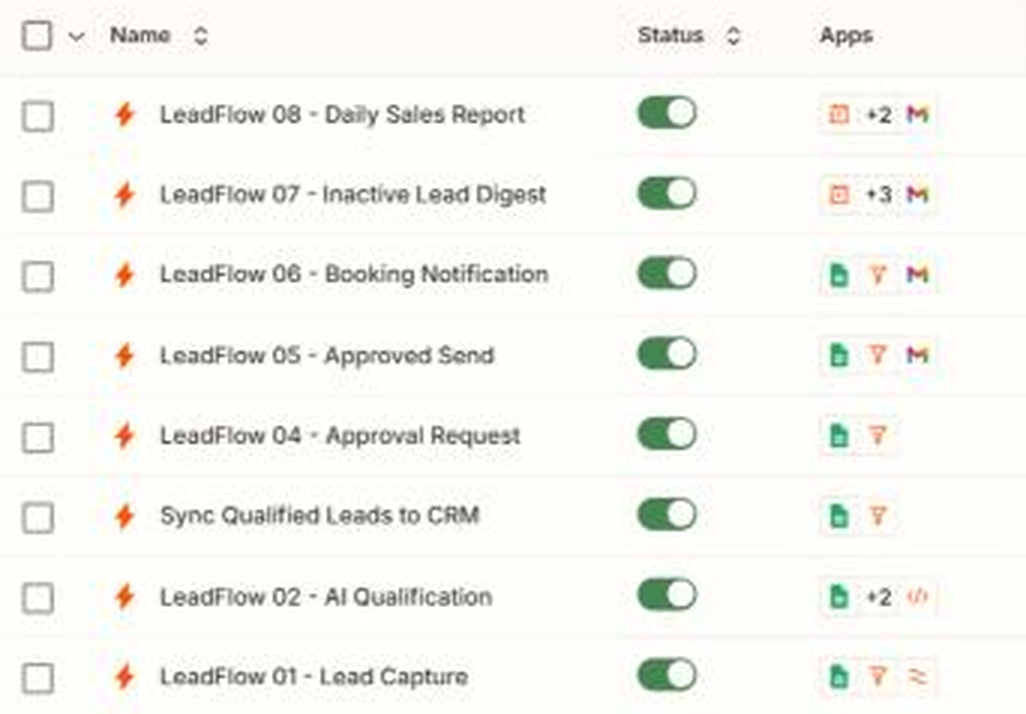 Name Status Apps
LeadFlow 08 - Daily Sales Report +2
LeadFlow 07 - Inactive Lead Digest +3
LeadFlow 06 - Booking Notification
LeadFlow 05 - Approved Send
LeadFlow 04 - Approval Request
Sync Qualified Leads to CRM
LeadFlow 02 - AI Qualification +2
LeadFlow 01 - Lead Capture